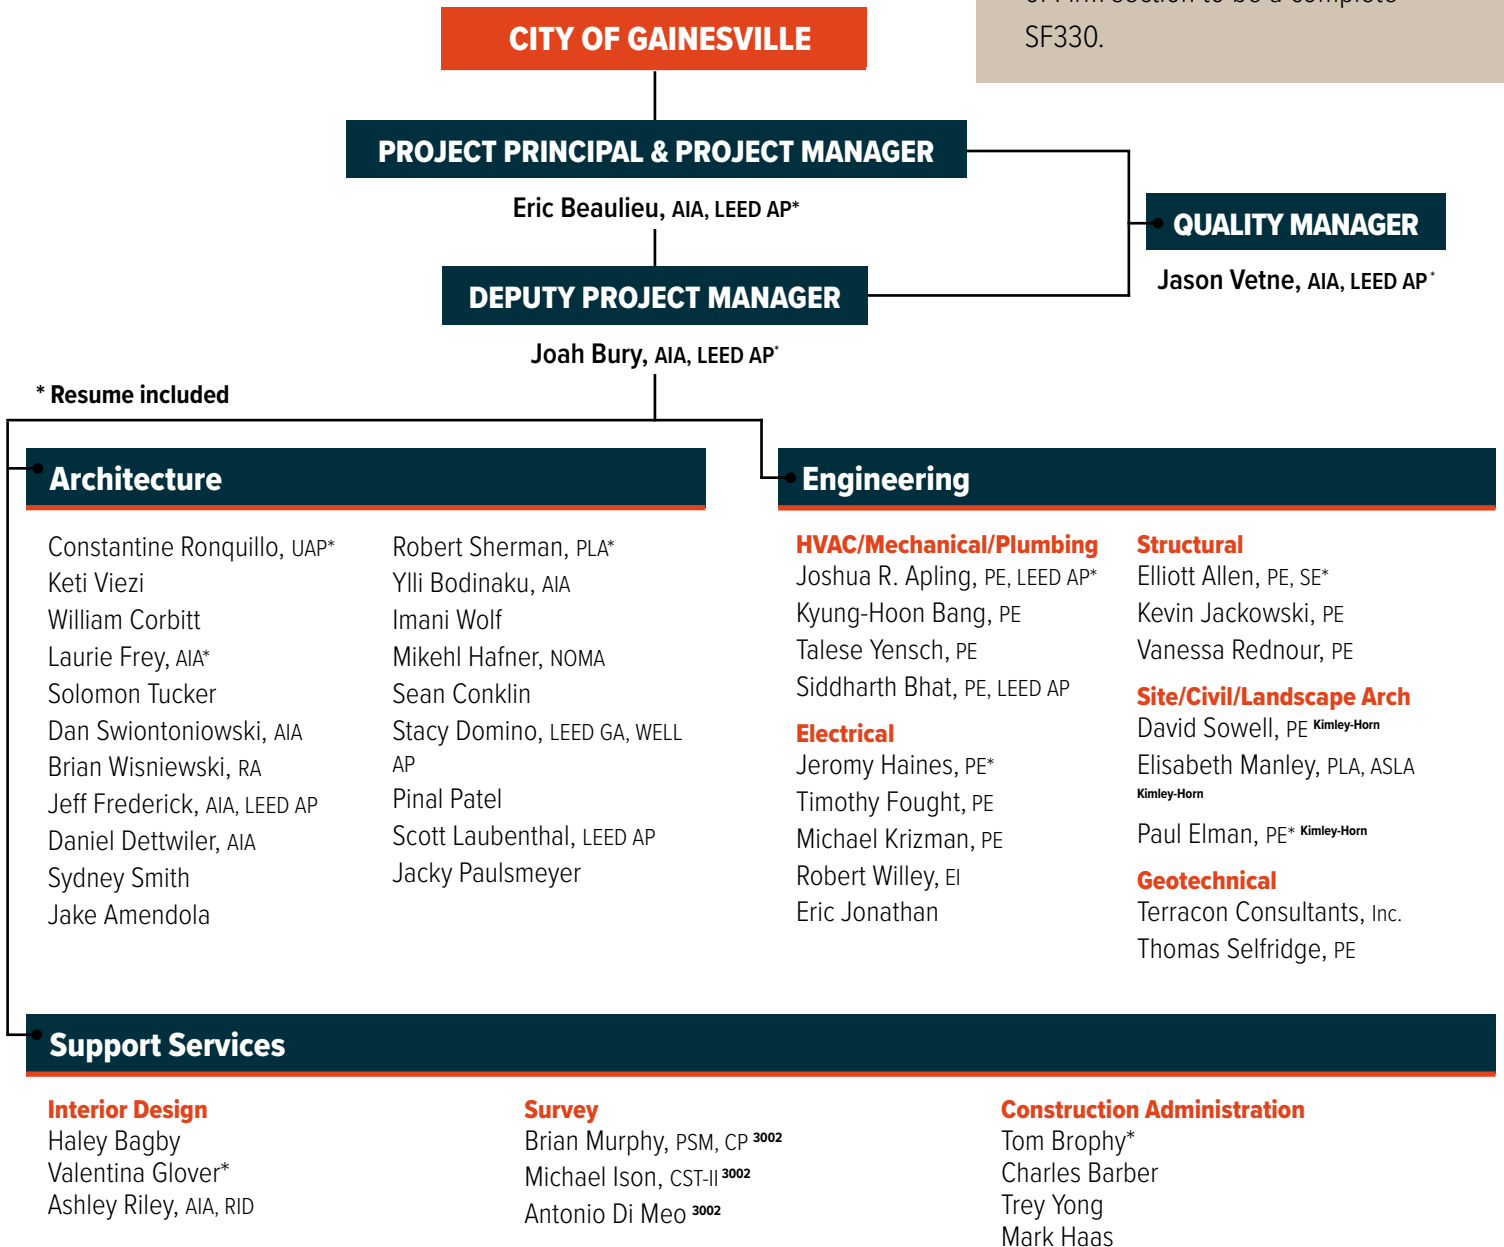 SF330.
CITY OF GAINESVILLE
PROJECT PRINCIPAL & PROJECT MANAGER
Eric Beaulieu, AIA, LEED AP*
QUALITY MANAGER
Jason Vetne, AIA, LEED AP*
DEPUTY PROJECT MANAGER
Joah Bury, AIA, LEED AP*
* Resume included
Architecture
Constantine Ronquillo, UAP*
Keti Viezi
William Corbitt
Laurie Frey, AIA*
Solomon Tucker
Dan Swiontoniowski, AIA
Brian Wisniewski, RA
Jeff Frederick, AIA, LEED AP
Daniel Dettwiler, AIA
Sydney Smith
Jake Amendola
Robert Sherman, PLA*
Ylli Bodinaku, AIA
Imani Wolf
Mikehl Hafner, NOMA
Sean Conklin
Stacy Domino, LEED GA, WELL
AP
Pinal Patel
Scott Laubenthal, LEED AP
Jacky Paulsmeyer
Engineering
HVAC/Mechanical/Plumbing
Joshua R. Apling, PE, LEED AP*
Kyung-Hoon Bang, PE
Talese Yensch, PE
Siddharth Bhat, PE, LEED AP
Electrical
Jeromy Haines, PE*
Timothy Fought, PE
Michael Krizman, PE
Robert Willey, EI
Eric Jonathan
Structural
Elliott Allen, PE, SE*
Kevin Jackowski, PE
Vanessa Rednour, PE
Site/Civil/Landscape Arch
David Sowell, PE Kimley-Horn
Elisabeth Manley, PLA, ASLA
Kimley-Horn
Paul Elman, PE* Kimley-Horn
Geotechnical
Terracon Consultants, Inc.
Thomas Selfridge, PE
Support Services
Interior Design
Haley Bagby
Valentina Glover*
Ashley Riley, AIA, RID
Survey
Brian Murphy, PSM, CP 3002
Michael Ison, CST-II 3002
Antonio Di Meo 3002
Construction Administration
Tom Brophy*
Charles Barber
Trey Yong
Mark Haas